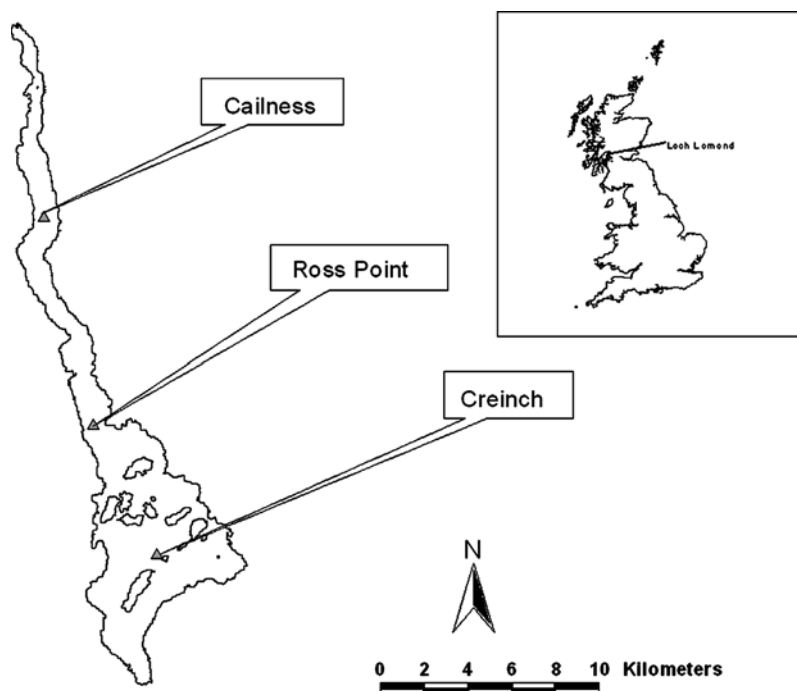 Cailness
Loch Lomond
Ross Point
Creinch
N
0 2 4 6 8 10 Kilometers